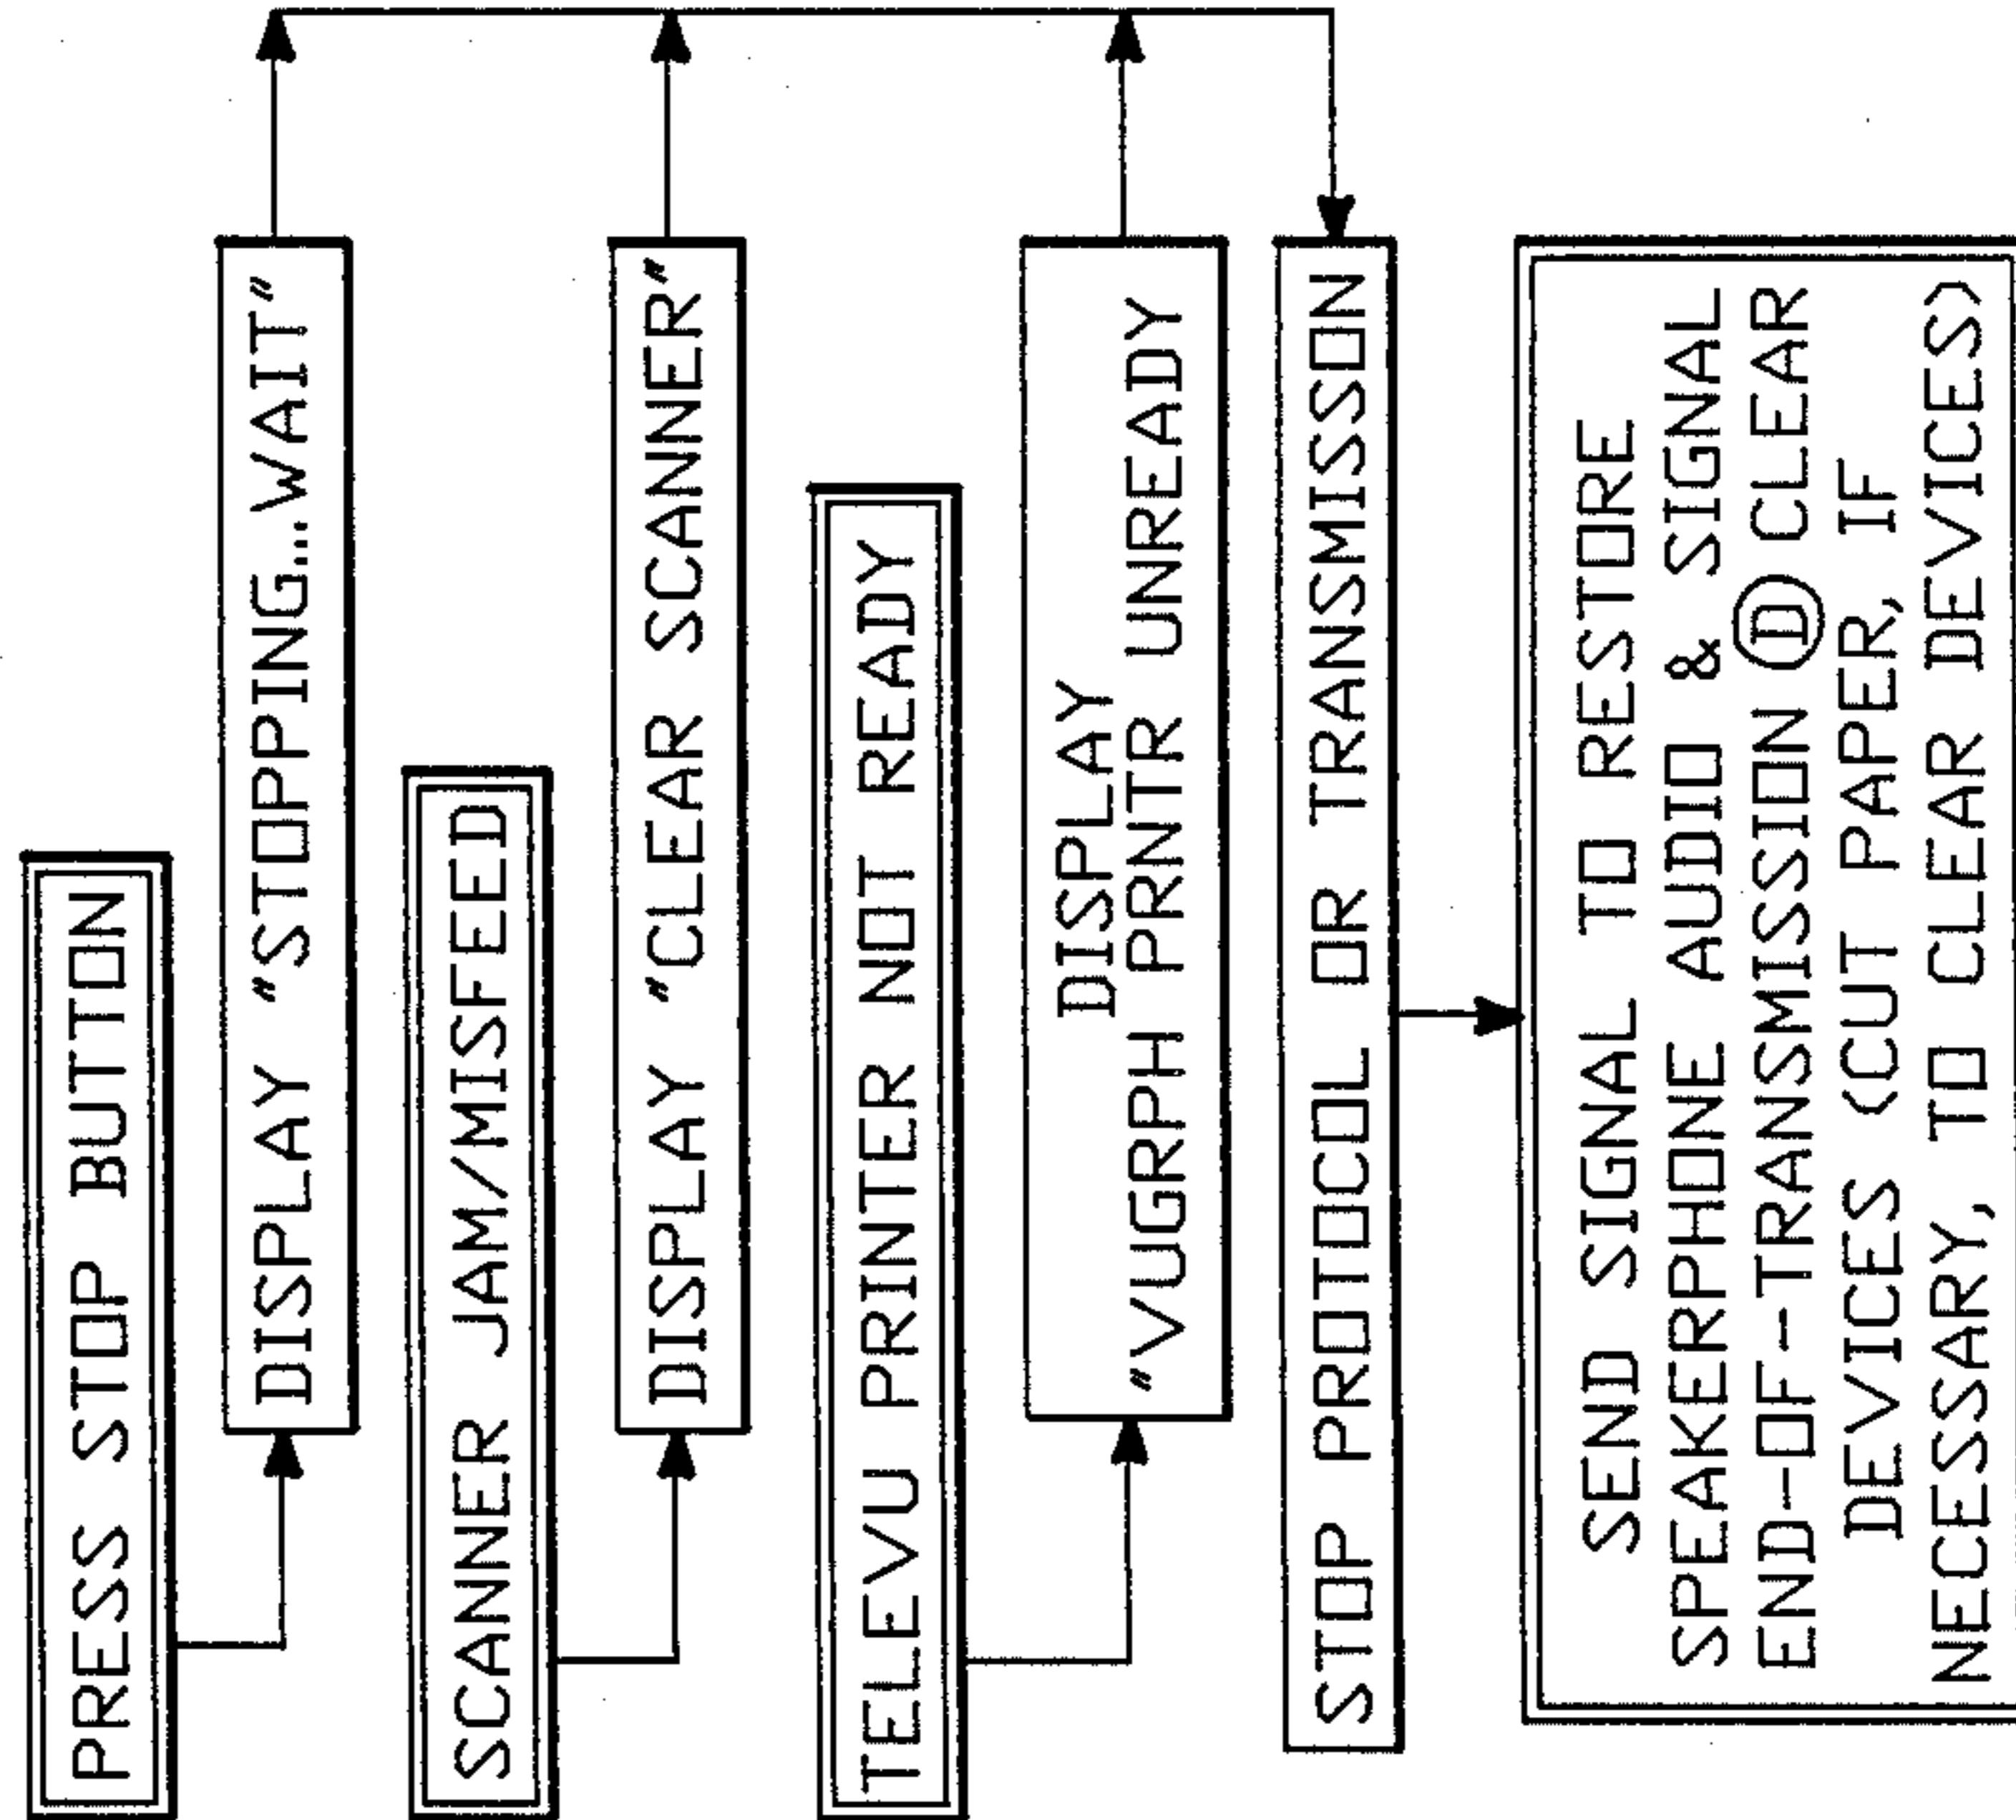 PRESS STOP BUTTON
DISPLAY "STOPPING...WAIT"
SCANNER JAM/MISFEED
DISPLAY "CLEAR SCANNER"
TELEVU PRINTER NOT READY
DISPLAY
"VUGRPH PRNTR UNREADY
STOP PROTOCOL OR TRANSMISSON
SEND SIGNAL TO RESTORE
SPEAKERPHONE AUDIO & SIGNAL
END-OF-TRANSMISSION Ⓓ CLEAR
DEVICES (CUT PAPER, IF
NECESSARY, TO CLEAR DEVICES)